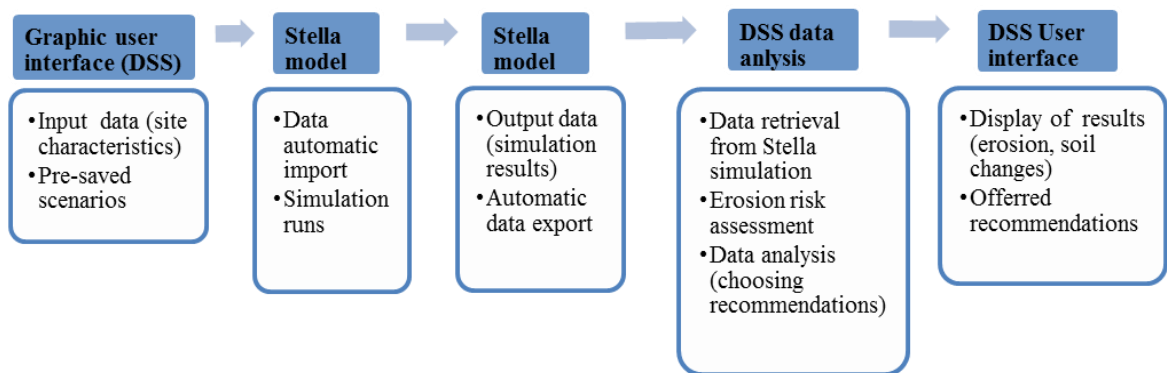 Graphic user
interface (DSS)
•Input data (site
characteristics)
•Pre-saved
scenarios
Stella
model
•Data
automatic
import
•Simulation
runs
Stella
model
•Output data
(simulation
results)
•Automatic
data export
DSS data
anlysis
•Data retrieval
from Stella
simulation
•Erosion risk
assessment
•Data analysis
(choosing
recommendations)
DSS User
interface
•Display of results
(erosion, soil
changes)
•Offerred
recommendations